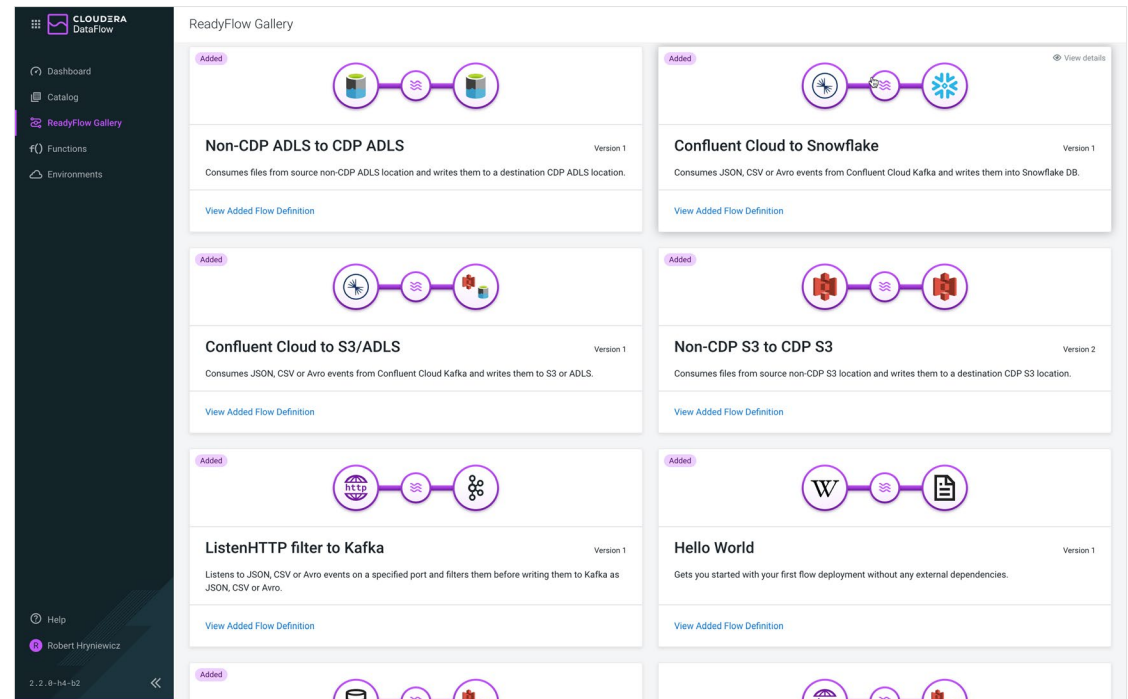 CLOUDERA
DataFlow
ReadyFlow Gallery
Dashboard
Catalog
ReadyFlow Gallery
Functions
Environments
Help
R
Robert Hryniewicz
2.2.0-h4-b2
Added
Non-CDP ADLS to CDP ADLS
Version 1
Consumes files from source non-CDP ADLS location and writes them to a destination CDP ADLS location.
View Added Flow Definition
Added
View details
Confluent Cloud to Snowflake
Version 1
Consumes JSON, CSV or Avro events from Confluent Cloud Kafka and writes them into Snowflake DB.
View Added Flow Definition
Added
Confluent Cloud to S3/ADLS
Version 1
Consumes JSON, CSV or Avro events from Confluent Cloud Kafka and writes them to S3 or ADLS.
View Added Flow Definition
Added
Non-CDP S3 to CDP S3
Version 2
Consumes files from source non-CDP S3 location and writes them to a destination CDP S3 location.
View Added Flow Definition
Added
http
ListenHTTP filter to Kafka
Version 1
Listens to JSON, CSV or Avro events on a specified port and filters them before writing them to Kafka as
JSON, CSV or Avro.
View Added Flow Definition
Added
W
Hello World
Version 1
Gets you started with your first flow deployment without any external dependencies.
View Added Flow Definition
Added